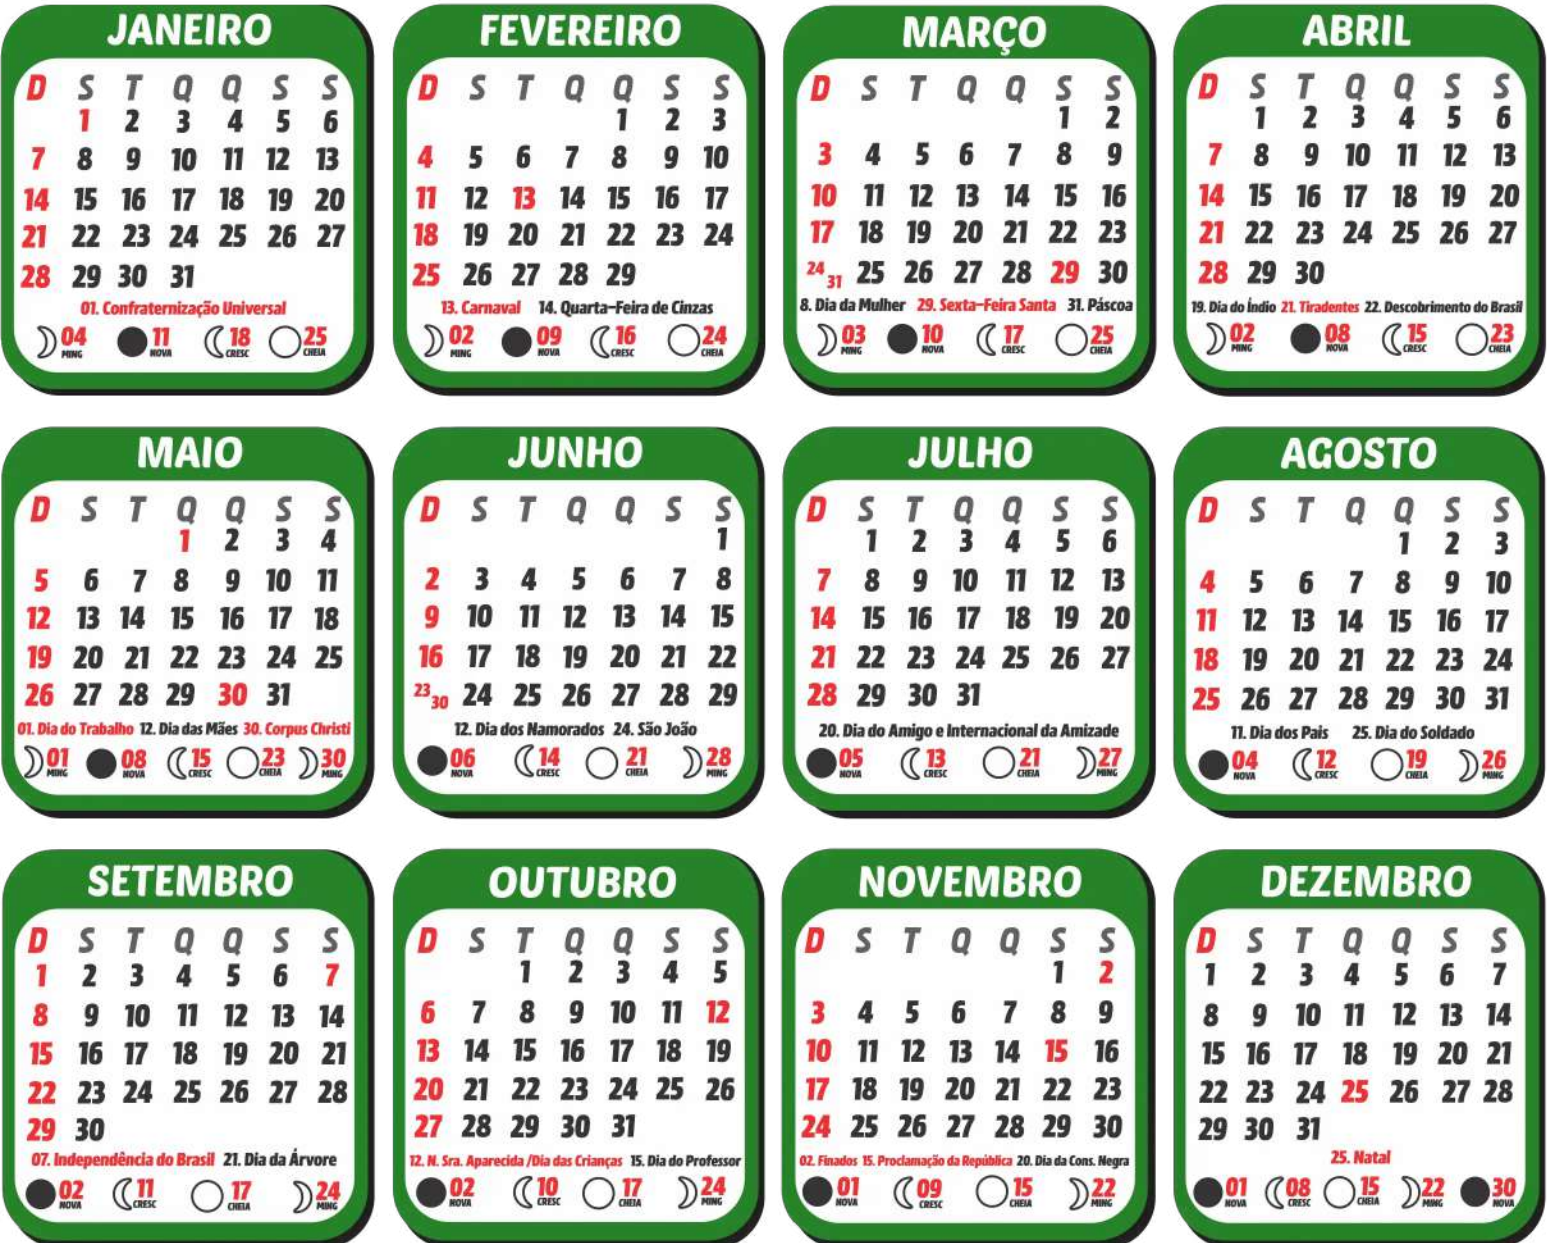 JANEIRO
D S T Q Q S S
1 2 3 4 5 6
7 8 9 10 11 12 13
14 15 16 17 18 19 20
21 22 23 24 25 26 27
28 29 30 31
01. Confraternização Universal
04 MING 11 NOVA 18 CRESC 25 CHEIA
FEVEREIRO
D S T Q Q S S
1 2 3
4 5 6 7 8 9 10
11 12 13 14 15 16 17
18 19 20 21 22 23 24
25 26 27 28 29
13. Carnaval 14. Quarta-Feira de Cinzas
02 MING 09 NOVA 16 CRESC 24 CHEIA
MARÇO
D S T Q Q S S
1 2
3 4 5 6 7 8 9
10 11 12 13 14 15 16
17 18 19 20 21 22 23
24 31 25 26 27 28 29 30
8. Dia da Mulher 29. Sexta-Feira Santa 31. Páscoa
03 MING 10 NOVA 17 CRESC 25 CHEIA
ABRIL
D S T Q Q S S
1 2 3 4 5 6
7 8 9 10 11 12 13
14 15 16 17 18 19 20
21 22 23 24 25 26 27
28 29 30
19. Dia do Índio 21. Tiradentes 22. Descobrimento do Brasil
02 MING 08 NOVA 15 CRESC 23 CHEIA
MAIO
D S T Q Q S S
1 2 3 4
5 6 7 8 9 10 11
12 13 14 15 16 17 18
19 20 21 22 23 24 25
26 27 28 29 30 31
01. Dia do Trabalho 12. Dia das Mães 30. Corpus Christi
01 MING 08 NOVA 15 CRESC 23 CHEIA 30 MING
JUNHO
D S T Q Q S S
1
2 3 4 5 6 7 8
9 10 11 12 13 14 15
16 17 18 19 20 21 22
23 30 24 25 26 27 28 29
12. Dia dos Namorados 24. São João
06 NOVA 14 CRESC 21 CHEIA 28 MING
JULHO
D S T Q Q S S
1 2 3 4 5 6
7 8 9 10 11 12 13
14 15 16 17 18 19 20
21 22 23 24 25 26 27
28 29 30 31
20. Dia do Amigo e Internacional da Amizade
05 NOVA 13 CRESC 21 CHEIA 27 MING
AGOSTO
D S T Q Q S S
1 2 3
4 5 6 7 8 9 10
11 12 13 14 15 16 17
18 19 20 21 22 23 24
25 26 27 28 29 30 31
11. Dia dos Pais 25. Dia do Soldado
04 NOVA 12 CRESC 19 CHEIA 26 MING
SETEMBRO
D S T Q Q S S
1 2 3 4 5 6 7
8 9 10 11 12 13 14
15 16 17 18 19 20 21
22 23 24 25 26 27 28
29 30
07. Independência do Brasil 21. Dia da Árvore
02 NOVA 11 CRESC 17 CHEIA 24 MING
OUTUBRO
D S T Q Q S S
1 2 3 4 5
6 7 8 9 10 11 12
13 14 15 16 17 18 19
20 21 22 23 24 25 26
27 28 29 30 31
12. N. Sra. Aparecida /Dia das Crianças 15. Dia do Professor
02 NOVA 10 CRESC 17 CHEIA 24 MING
NOVEMBRO
D S T Q Q S S
1 2
3 4 5 6 7 8 9
10 11 12 13 14 15 16
17 18 19 20 21 22 23
24 25 26 27 28 29 30
02. Finados 15. Proclamação da República 20. Dia da Cons. Negra
01 NOVA 09 CRESC 15 CHEIA 22 MING
DEZEMBRO
D S T Q Q S S
1 2 3 4 5 6 7
8 9 10 11 12 13 14
15 16 17 18 19 20 21
22 23 24 25 26 27 28
29 30 31
25. Natal
01 NOVA 08 CRESC 15 CHEIA 22 MING 30 NOVA